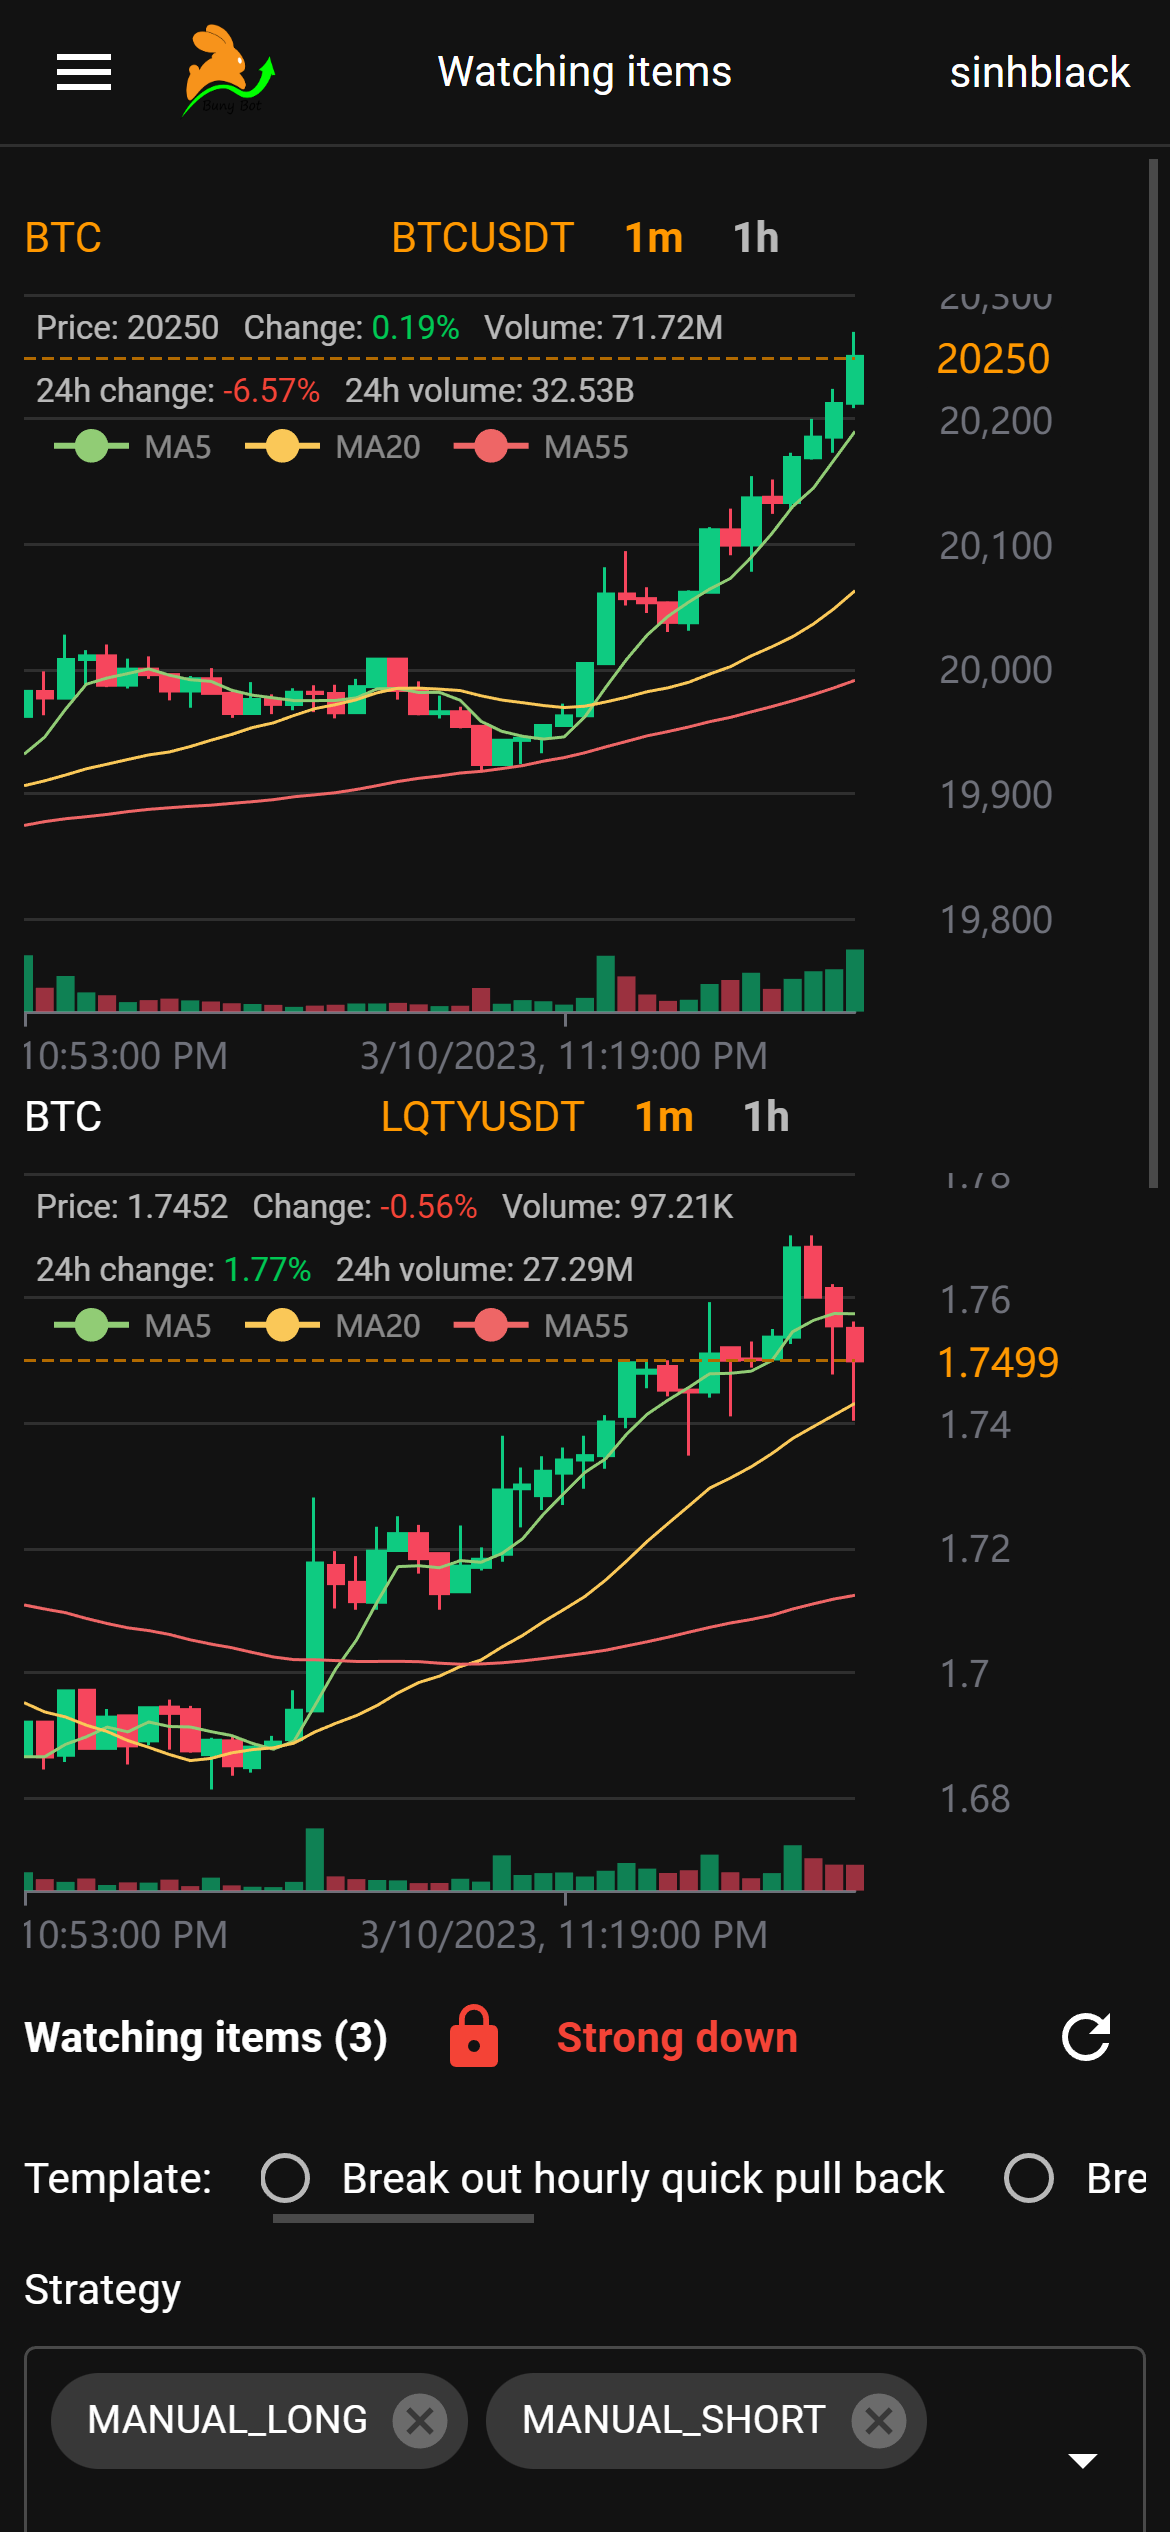 Buny Bot
Watching items
sinhblack
BTC BTCUSDT 1m 1h
20,300
Price: 20250 Change: 0.19% Volume: 71.72M
20250
24h change: -6.57% 24h volume: 32.53B
20,200
MA5 MA20 MA55
20,100
20,000
19,900
19,800
10:53:00 PM 3/10/2023, 11:19:00 PM
BTC LQTYUSDT 1m 1h
1.78
Price: 1.7452 Change: -0.56% Volume: 97.21K
24h change: 1.77% 24h volume: 27.29M
1.76
MA5 MA20 MA55
1.7499
1.74
1.72
1.7
1.68
10:53:00 PM 3/10/2023, 11:19:00 PM
Watching items (3) Strong down
Template: Break out hourly quick pull back Bre
Strategy
MANUAL_LONG MANUAL_SHORT